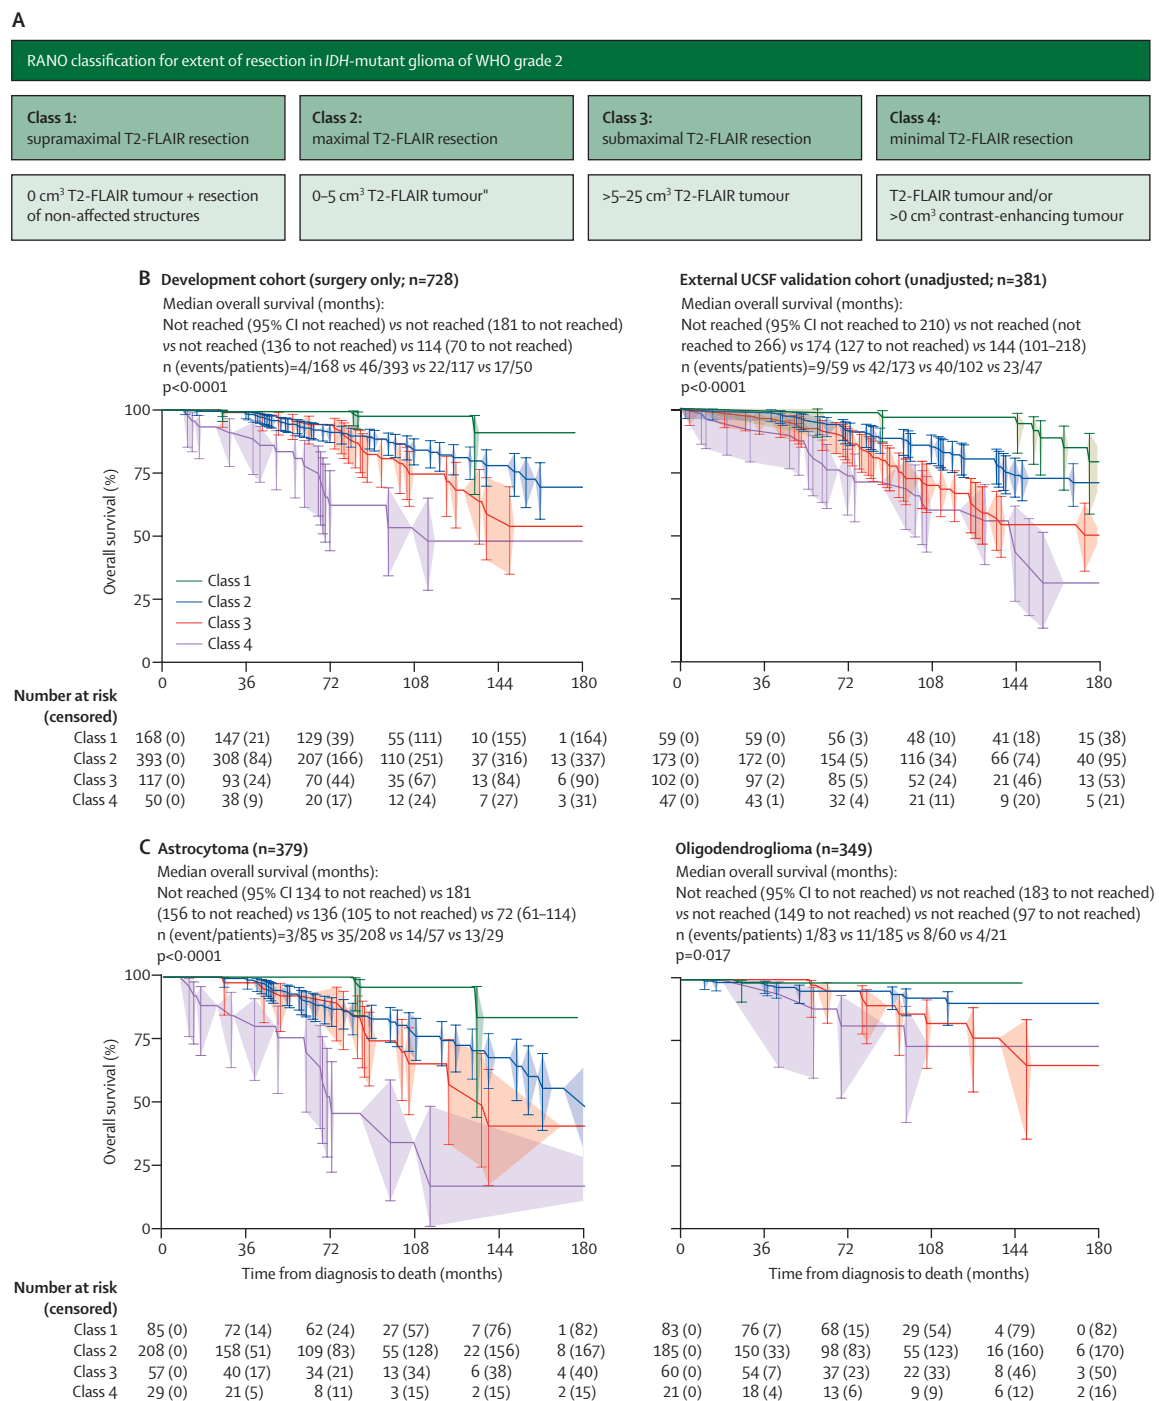 A
RANO classification for extent of resection in IDH-mutant glioma of WHO grade 2
Class 1:
supramaximal T2-FLAIR resection
Class 2:
maximal T2-FLAIR resection
Class 3:
submaximal T2-FLAIR resection
Class 4:
minimal T2-FLAIR resection
0 cm³ T2-FLAIR tumour + resection
of non-affected structures
0–5 cm³ T2-FLAIR tumour"
>5–25 cm³ T2-FLAIR tumour
T2-FLAIR tumour and/or
>0 cm³ contrast-enhancing tumour
B Development cohort (surgery only; n=728)
Median overall survival (months):
Not reached (95% CI not reached) vs not reached (181 to not reached)
vs not reached (136 to not reached) vs 114 (70 to not reached)
n (events/patients)=4/168 vs 46/393 vs 22/117 vs 17/50
p<0·0001
External UCSF validation cohort (unadjusted; n=381)
Median overall survival (months):
Not reached (95% CI not reached to 210) vs not reached (not
reached to 266) vs 174 (127 to not reached) vs 144 (101–218)
n (events/patients)=9/59 vs 42/173 vs 40/102 vs 23/47
p<0·0001
Overall survival (%)
100
75
50
25
0
Class 1
Class 2
Class 3
Class 4
0 36 72 108 144 180
0 36 72 108 144 180
Number at risk
(censored)
Class 1 168 (0) 147 (21) 129 (39) 55 (111) 10 (155) 1 (164) 59 (0) 59 (0) 56 (3) 48 (10) 41 (18) 15 (38)
Class 2 393 (0) 308 (84) 207 (166) 110 (251) 37 (316) 13 (337) 173 (0) 172 (0) 154 (5) 116 (34) 66 (74) 40 (95)
Class 3 117 (0) 93 (24) 70 (44) 35 (67) 13 (84) 6 (90) 102 (0) 97 (2) 85 (5) 52 (24) 21 (46) 13 (53)
Class 4 50 (0) 38 (9) 20 (17) 12 (24) 7 (27) 3 (31) 47 (0) 43 (1) 32 (4) 21 (11) 9 (20) 5 (21)
C Astrocytoma (n=379)
Median overall survival (months):
Not reached (95% CI 134 to not reached) vs 181
(156 to not reached) vs 136 (105 to not reached) vs 72 (61–114)
n (event/patients)=3/85 vs 35/208 vs 14/57 vs 13/29
p<0·0001
Oligodendroglioma (n=349)
Median overall survival (months):
Not reached (95% CI to not reached) vs not reached (183 to not reached)
vs not reached (149 to not reached) vs not reached (97 to not reached)
n (events/patients) 1/83 vs 11/185 vs 8/60 vs 4/21
p=0·017
Overall survival (%)
100
75
50
25
0
0 36 72 108 144 180
0 36 72 108 144 180
Time from diagnosis to death (months)
Time from diagnosis to death (months)
Number at risk
(censored)
Class 1 85 (0) 72 (14) 62 (24) 27 (57) 7 (76) 1 (82) 83 (0) 76 (7) 68 (15) 29 (54) 4 (79) 0 (82)
Class 2 208 (0) 158 (51) 109 (83) 55 (128) 22 (156) 8 (167) 185 (0) 150 (33) 98 (83) 55 (123) 16 (160) 6 (170)
Class 3 57 (0) 40 (17) 34 (21) 13 (34) 6 (38) 4 (40) 60 (0) 54 (7) 37 (23) 22 (33) 8 (46) 3 (50)
Class 4 29 (0) 21 (5) 8 (11) 3 (15) 2 (15) 2 (15) 21 (0) 18 (4) 13 (6) 9 (9) 6 (12) 2 (16)